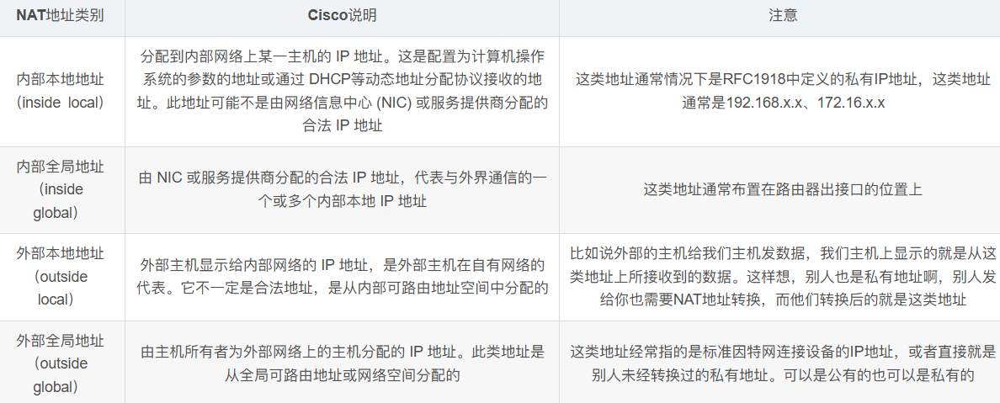 NAT地址类别
Cisco说明
注意
内部本地地址
（inside local）
分配到内部网络上某一主机的 IP 地址。这是配置为计算机操作
系统的参数的地址或通过 DHCP等动态地址分配协议接收的地
址。此地址可能不是由网络信息中心 (NIC) 或服务提供商分配的
合法 IP 地址
这类地址通常情况下是RFC1918中定义的私有IP地址，这类地址
通常是192.168.x.x、172.16.x.x
内部全局地址
（inside
global）
由 NIC 或服务提供商分配的合法 IP 地址，代表与外界通信的一
个或多个内部本地 IP 地址
这类地址通常布置在路由器出接口的位置上
外部本地地址
（outside
local）
外部主机显示给内部网络的 IP 地址，是外部主机在自有网络的
代表。它不一定是合法地址，是从内部可路由地址空间中分配的
比如说外部的主机给我们主机发数据，我们主机上显示的就是从这
类地址上所接收到的数据。这样想，别人也是私有地址啊，别人发
给你也需要NAT地址转换，而他们转换后的就是这类地址
外部全局地址
（outside
global）
由主机所有者为外部网络上的主机分配的 IP 地址。此类地址是
从全局可路由地址或网络空间分配的
这类地址经常指的是标准因特网连接设备的IP地址，或者直接就是
别人未经转换过的私有地址。可以是公有的也可以是私有的